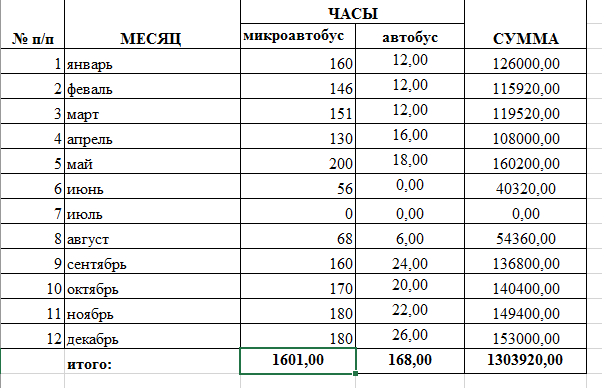 ЧАСЫ
№ п/п МЕСЯЦ микроавтобус автобус СУММА
1 январь 160 12,00 126000,00
2 феваль 146 12,00 115920,00
3 март 151 12,00 119520,00
4 апрель 130 16,00 108000,00
5 май 200 18,00 160200,00
6 июнь 56 0,00 40320,00
7 июль 0 0,00 0,00
8 август 68 6,00 54360,00
9 сентябрь 160 24,00 136800,00
10 октябрь 170 20,00 140400,00
11 ноябрь 180 22,00 149400,00
12 декабрь 180 26,00 153000,00
итого: 1601,00 168,00 1303920,00